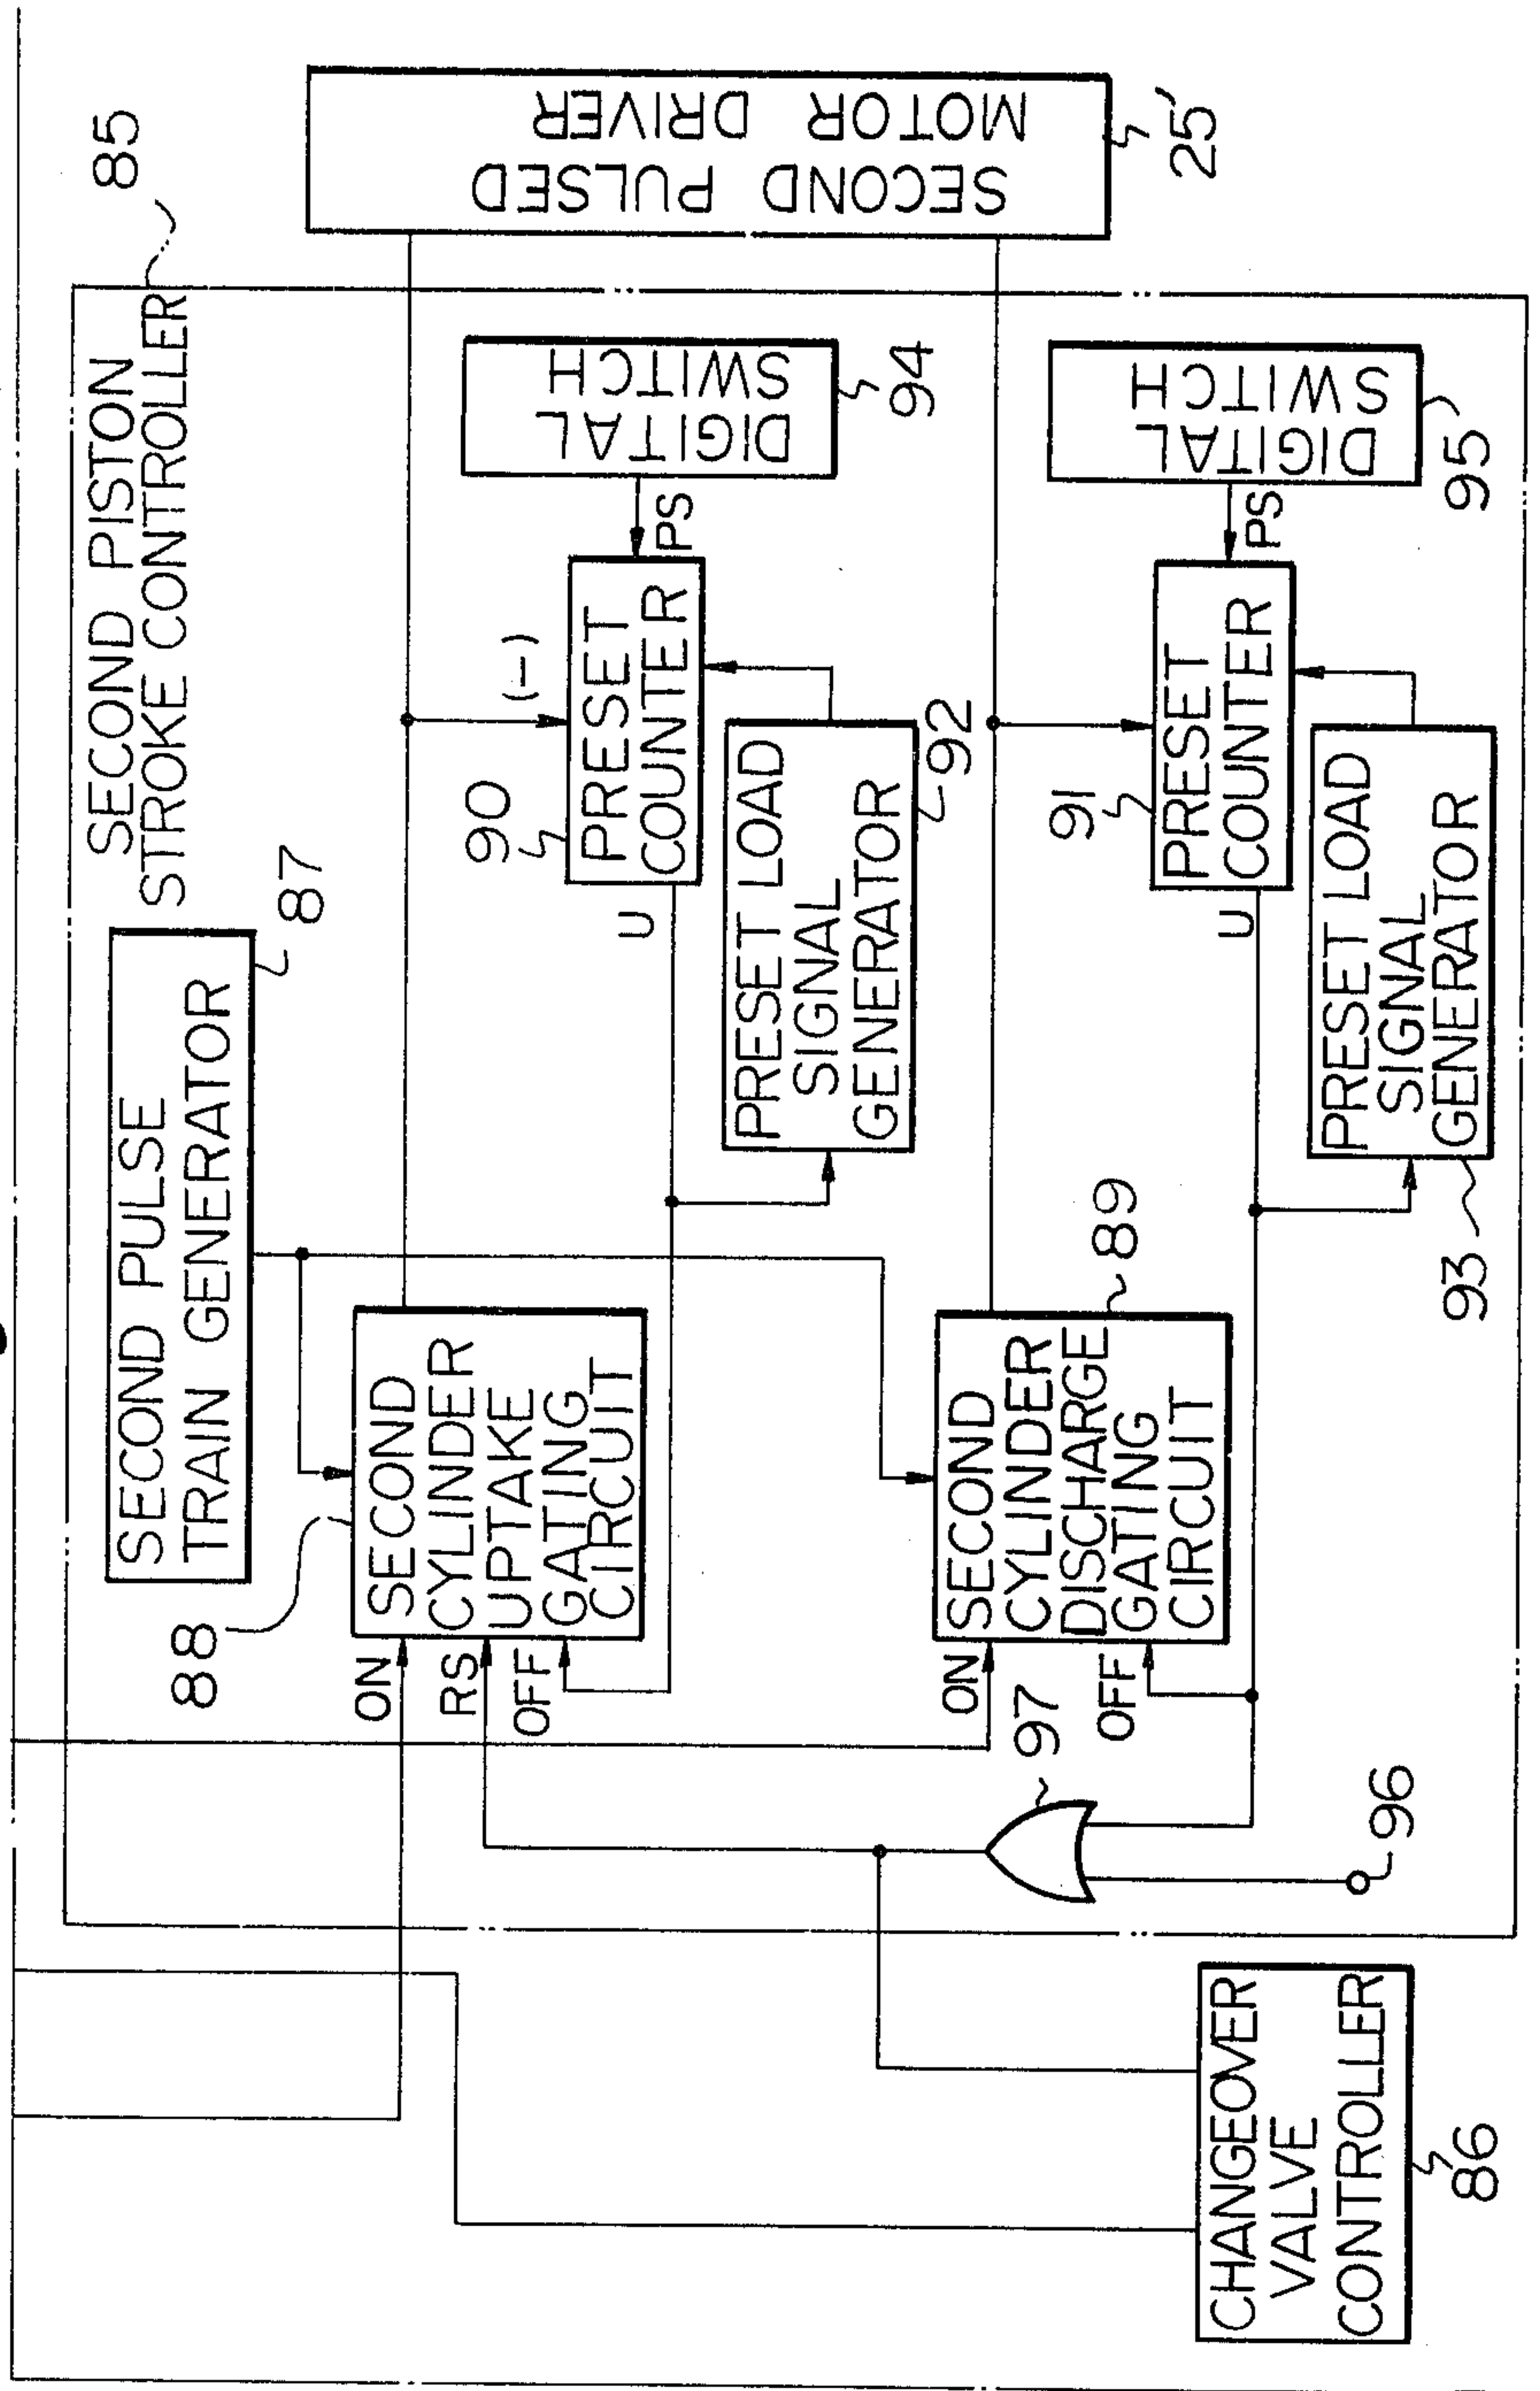 SECOND PISTON
STROKE CONTROLLER
85
SECOND PULSE
TRAIN GENERATOR
87
88
ON
RS
OFF
SECOND
CYLINDER
UPTAKE
GATING
CIRCUIT
90
(−)
PRESET
COUNTER
U
PS
DIGITAL
SWITCH
94
PRESET LOAD
SIGNAL
GENERATOR
92
SECOND PULSED
MOTOR DRIVER
25'
ON
OFF
SECOND
CYLINDER
DISCHARGE
GATING
CIRCUIT
89
91
PRESET
COUNTER
U
PS
DIGITAL
SWITCH
95
PRESET LOAD
SIGNAL
GENERATOR
93
97
96
CHANGEOVER
VALVE
CONTROLLER
86